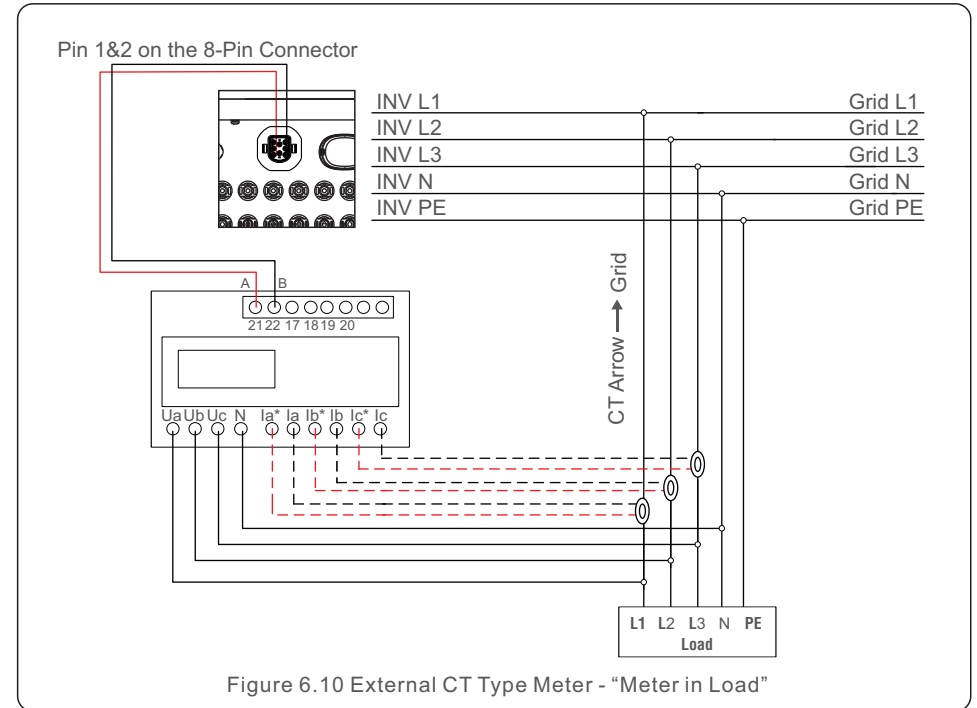 Pin 1&2 on the 8-Pin Connector
INV L1 Grid L1
INV L2 Grid L2
INV L3 Grid L3
INV N Grid N
INV PE Grid PE
CT Arrow → Grid
A B
21 22 17 18 19 20
Ua Ub Uc N Ia* Ia Ib* Ib Ic* Ic
L1 L2 L3 N PE
Load
Figure 6.10 External CT Type Meter - “Meter in Load”